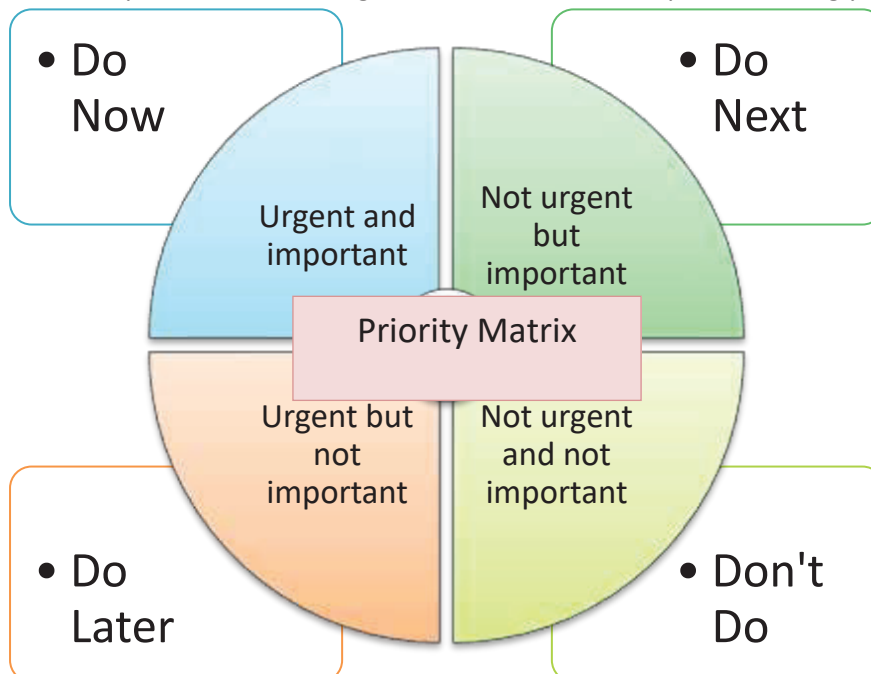 • Do
Now
• Do
Next
Urgent and
important
Not urgent
but
important
Priority Matrix
Urgent but
not
important
Not urgent
and not
important
• Do
Later
• Don't
Do